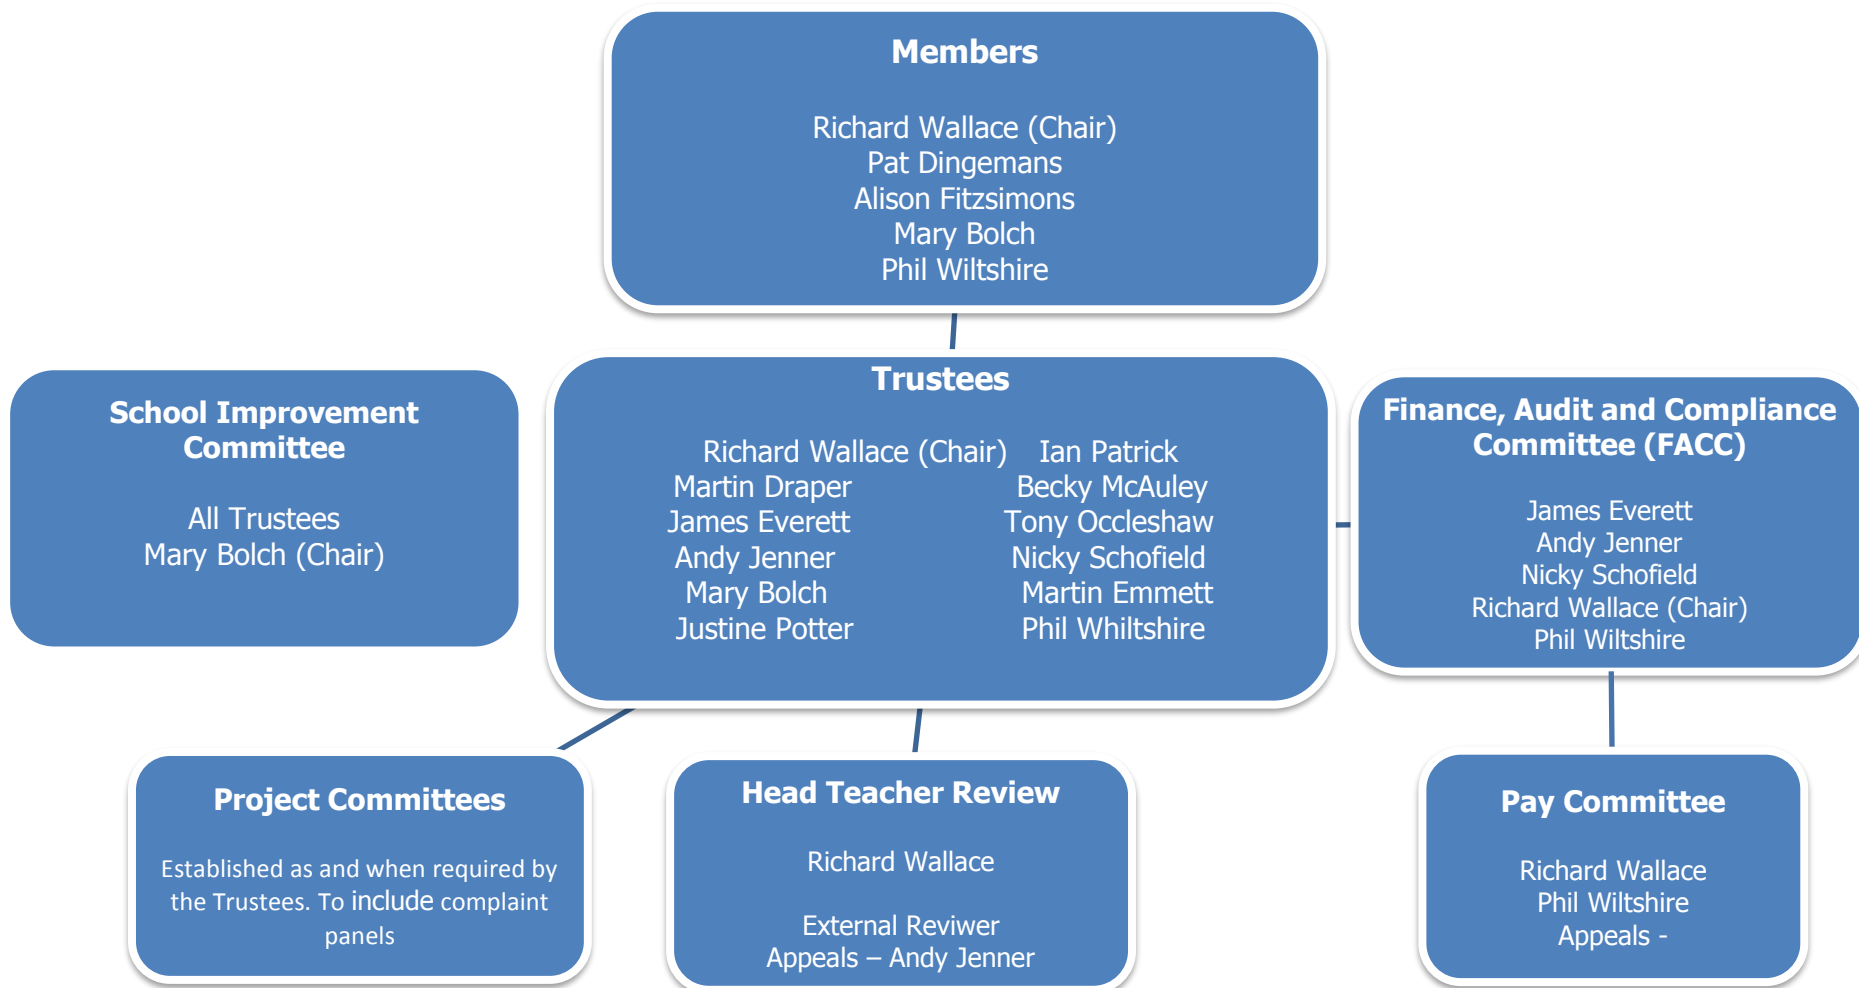 Members
Richard Wallace (Chair)
Pat Dingemans
Alison Fitzsimons
Mary Bolch
Phil Wiltshire
School Improvement
Committee
All Trustees
Mary Bolch (Chair)
Trustees
Richard Wallace (Chair) Ian Patrick
Martin Draper Becky McAuley
James Everett Tony Occleshaw
Andy Jenner Nicky Schofield
Mary Bolch Martin Emmett
Justine Potter Phil Whiltshire
Finance, Audit and Compliance
Committee (FACC)
James Everett
Andy Jenner
Nicky Schofield
Richard Wallace (Chair)
Phil Wiltshire
Project Committees
Established as and when required by
the Trustees. To include complaint
panels
Head Teacher Review
Richard Wallace
External Reviwer
Appeals – Andy Jenner
Pay Committee
Richard Wallace
Phil Wiltshire
Appeals -